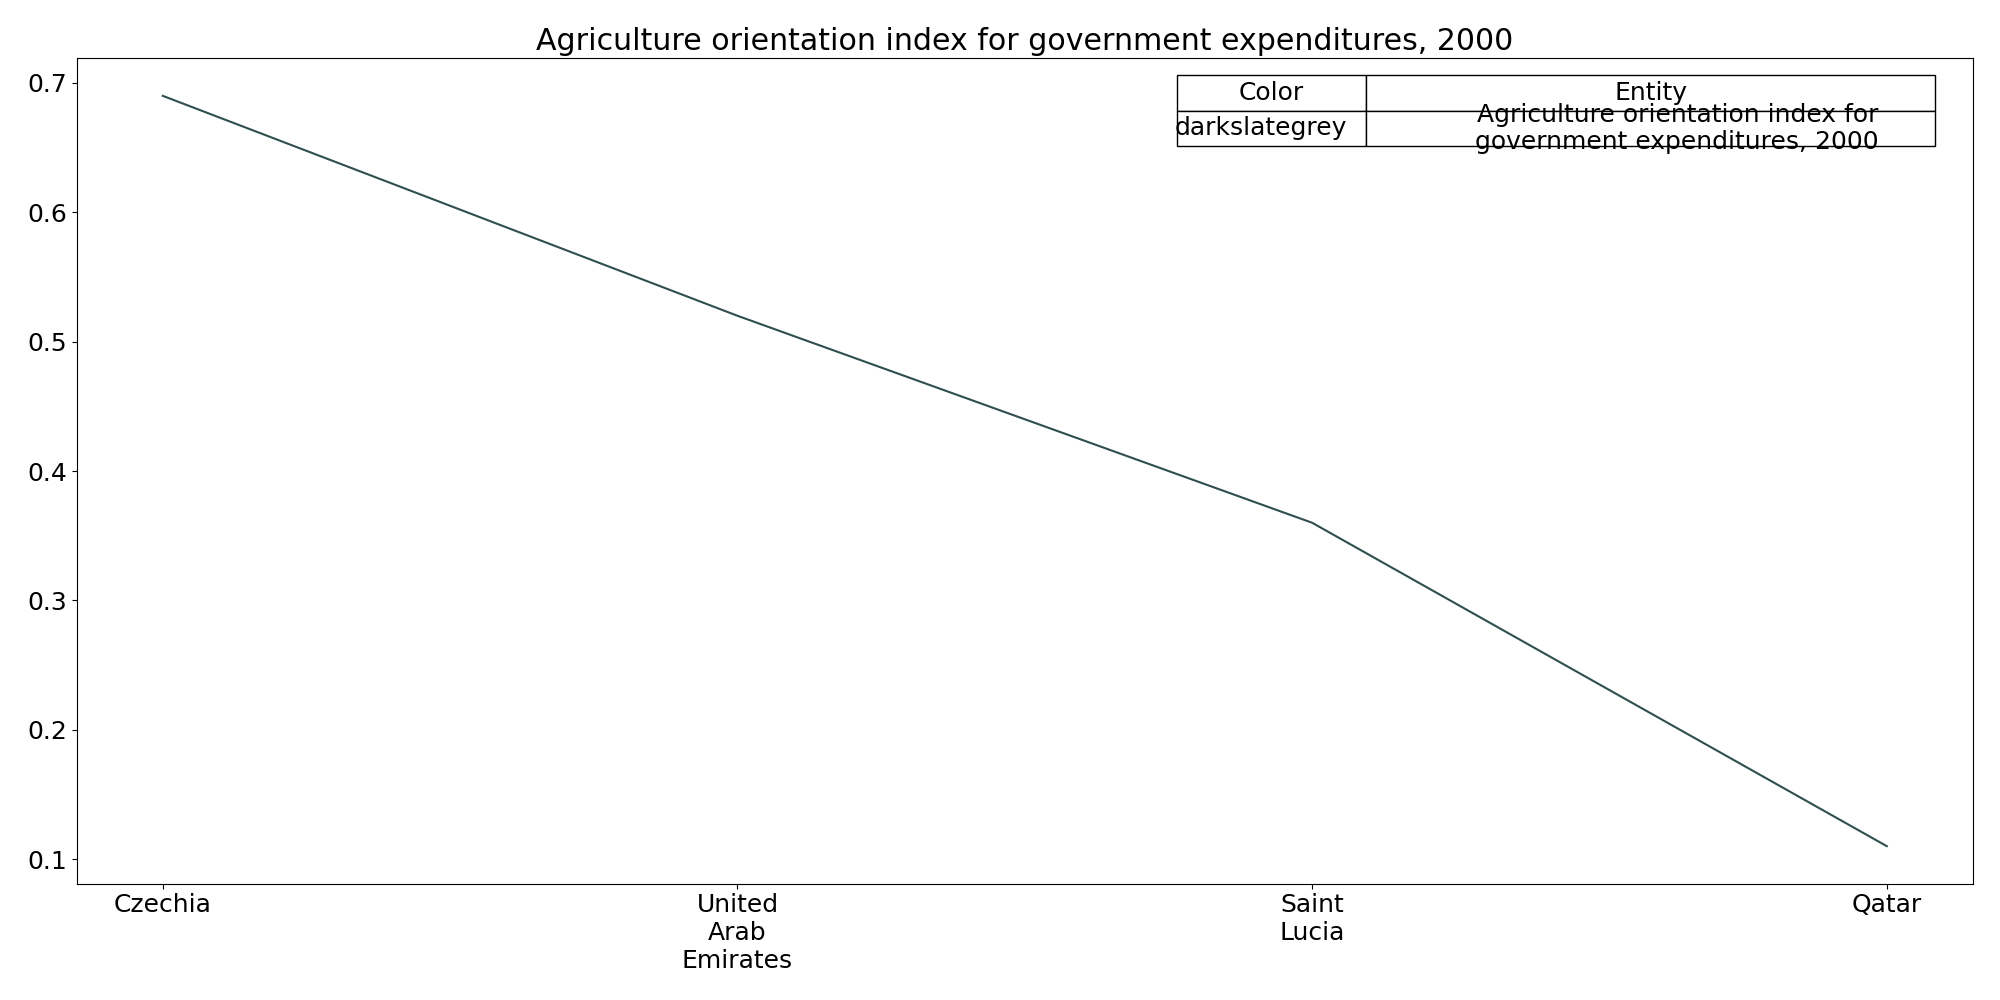 Agriculture orientation index for government expenditures, 2000
Color Entity
darkslategrey Agriculture orientation index for
government expenditures, 2000
0.7
0.6
0.5
0.4
0.3
0.2
0.1
Czechia United Saint Qatar
Arab Lucia
Emirates